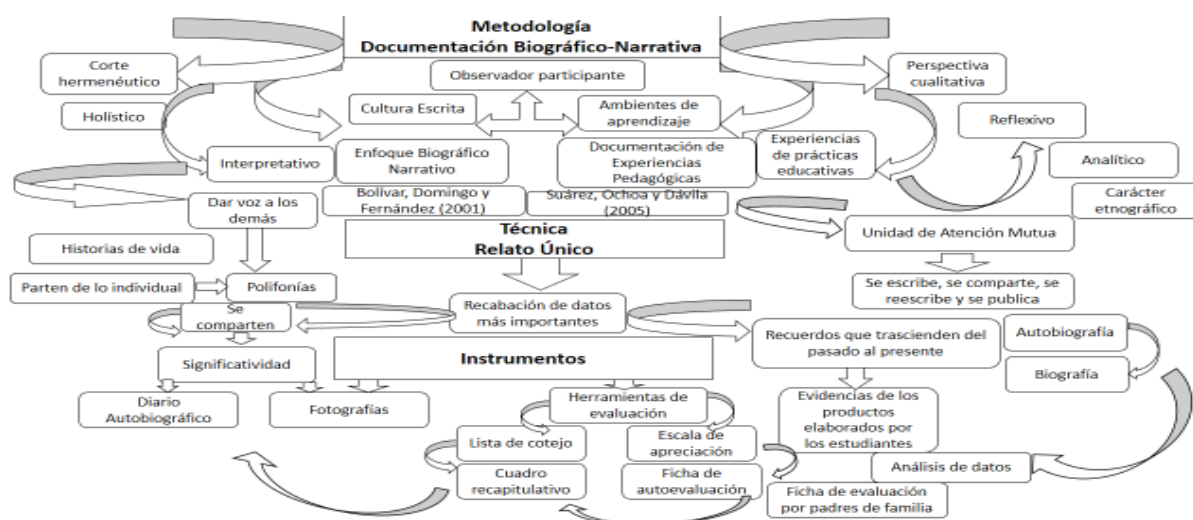 Metodología
Documentación Biográfico-Narrativa
Corte
hermenéutico
Observador participante
Perspectiva
cualitativa
Holístico
Cultura Escrita
Ambientes de
aprendizaje
Reflexivo
Interpretativo
Enfoque Biográfico
Narrativo
Documentación de
Experiencias
Pedagógicas
Experiencias
de prácticas
educativas
Analítico
Dar voz a los
demás
Bolívar, Domingo y
Fernández (2001)
Suárez, Ochoa y Dávila
(2005)
Carácter
etnográfico
Técnica
Relato Único
Unidad de Atención Mutua
Historias de vida
Parten de lo individual
Polifonías
Se escribe, se comparte, se
reescribe y se publica
Se
comparten
Recabación de datos
más importantes
Recuerdos que trascienden del
pasado al presente
Autobiografía
Significatividad
Instrumentos
Biografía
Diario
Autobiográfico
Fotografías
Herramientas de
evaluación
Evidencias de los
productos
elaborados por
los estudiantes
Lista de cotejo
Escala de
apreciación
Análisis de datos
Cuadro
recapitulativo
Ficha de
autoevaluación
Ficha de evaluación
por padres de familia